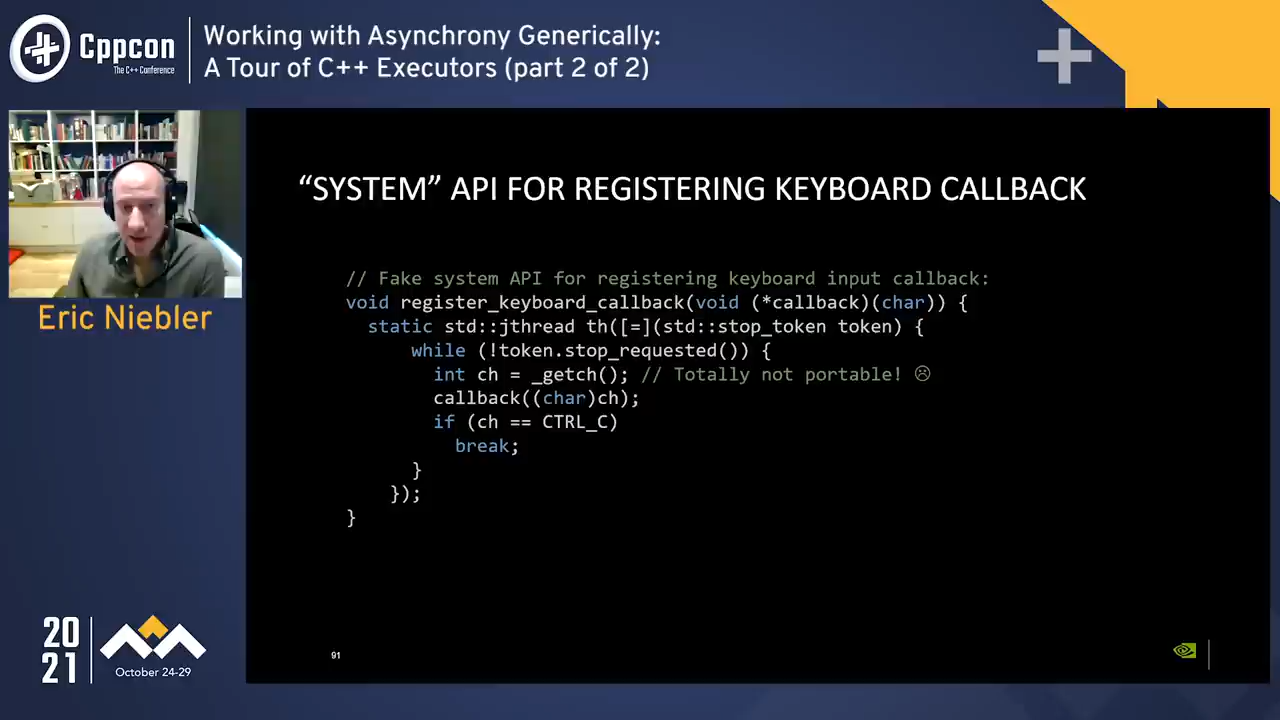 Cppcon
The C++ Conference
Working with Asynchrony Generically:
A Tour of C++ Executors (part 2 of 2)
Eric Niebler
“SYSTEM” API FOR REGISTERING KEYBOARD CALLBACK
// Fake system API for registering keyboard input callback:
void register_keyboard_callback(void (*callback)(char)) {
static std::jthread th([=](std::stop_token token) {
while (!token.stop_requested()) {
int ch = _getch(); // Totally not portable! ☹
callback((char)ch);
if (ch == CTRL_C)
break;
}
});
}
20
21
October 24-29
91